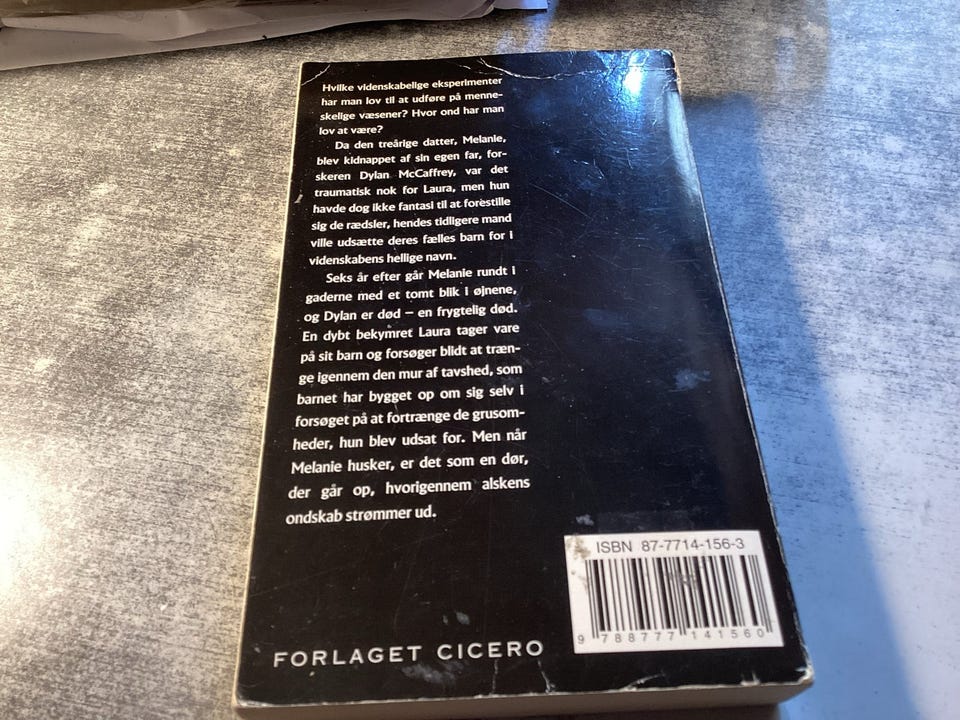 Hvilke videnskabelige eksperimenter
har man lov til at udføre på menne-
skelige væsener? Hvor ond har man
lov at være?
Da den treårige datter, Melanie,
blev kidnappet af sin egen far, for-
skeren Dylan McCaffrey, var det
traumatisk nok for Laura, men hun
havde dog ikke fantasi til at forestille
sig de rædsler, hendes tidligere mand
ville udsætte deres fælles barn for i
videnskabens hellige navn.
Seks år efter går Melanie rundt i
gaderne med et tomt blik i øjnene,
og Dylan er død – en frygtelig død.
En dybt bekymret Laura tager vare
på sit barn og forsøger blidt at træn-
ge igennem den mur af tavshed, som
barnet har bygget op om sig selv i
forsøget på at fortrænge de grusom-
heder, hun blev udsat for. Men når
Melanie husker, er det som en dør,
der går op, hvorigennem alskens
ondskab strømmer ud.
ISBN 87-7714-156-3
9 788777 141560
FORLAGET CICERO